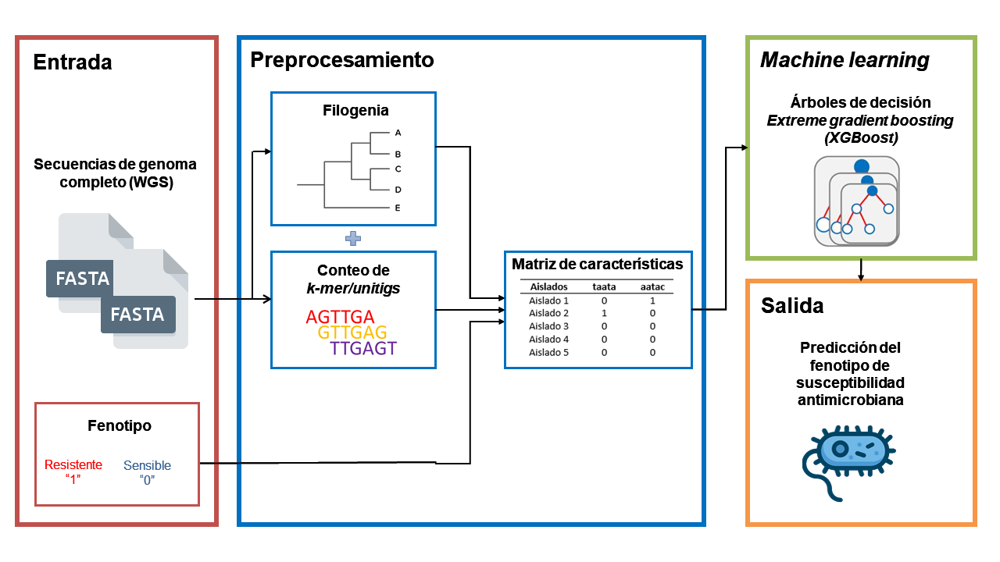 Entrada
Secuencias de genoma
completo (WGS)
FASTA
FASTA
Fenotipo
Resistente
“1”
Sensible
“0”
Preprocesamiento
Filogenia
A
B
C
D
E
Conteo de
k-mer/unitigs
AGTTGA
GTTGAG
TTGAGT
Matriz de características
Aislados taata aatac
Aislado 1 0 1
Aislado 2 1 0
Aislado 3 0 0
Aislado 4 0 0
Aislado 5 0 0
Machine learning
Árboles de decisión
Extreme gradient boosting
(XGBoost)
Salida
Predicción del
fenotipo de
susceptibilidad
antimicrobiana